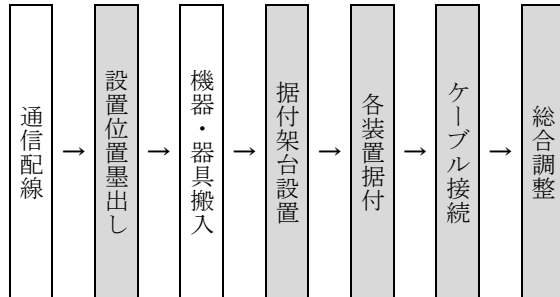 通信配線
→
設置位置墨出し
→
機器・器具搬入
→
据付架台設置
→
各装置据付
→
ケーブル接続
→
総合調整